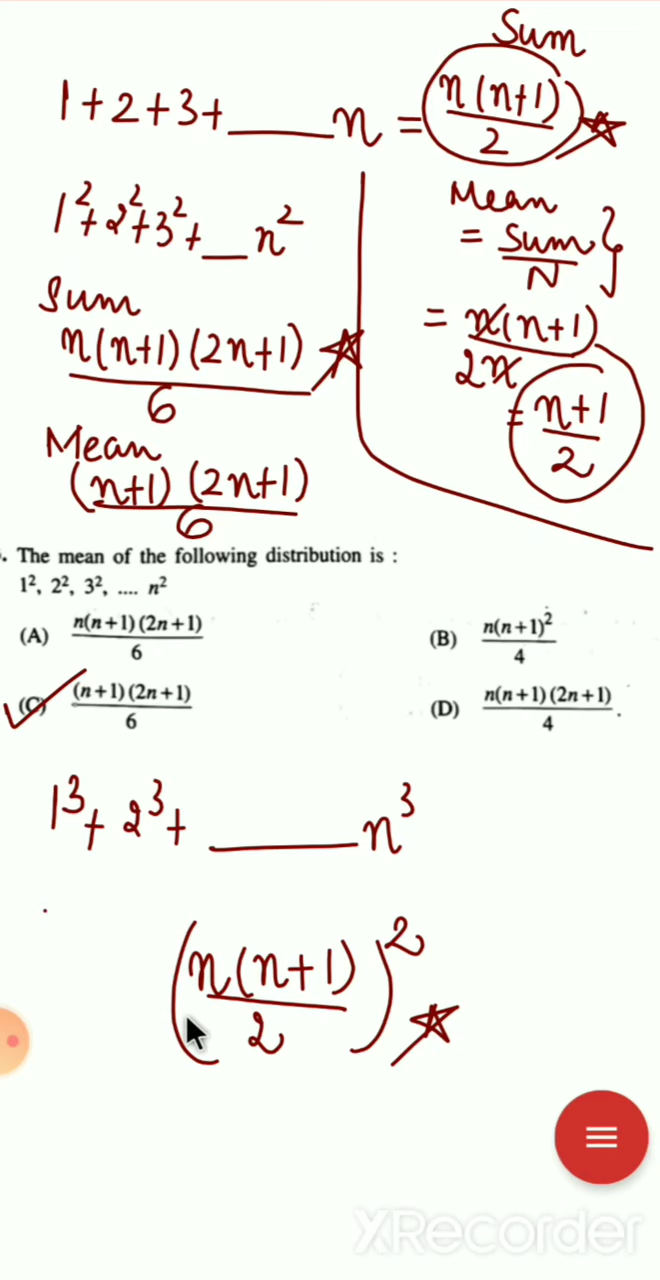 Sum
1+2+3+ ____ n = n(n+1)/2
1²+2²+3²+__n²
Sum
n(n+1)(2n+1)/6
Mean
(n+1)(2n+1)/6
Mean
= Sum/N }
= n(n+1)/2n
= n+1/2
. The mean of the following distribution is :
1², 2², 3², .... n²
(A) n(n+1)(2n+1)/6
(B) n(n+1)²/4
(C) (n+1)(2n+1)/6
(D) n(n+1)(2n+1)/4.
1³+2³+ ____ n³
(n(n+1)/2)²
XRecorder